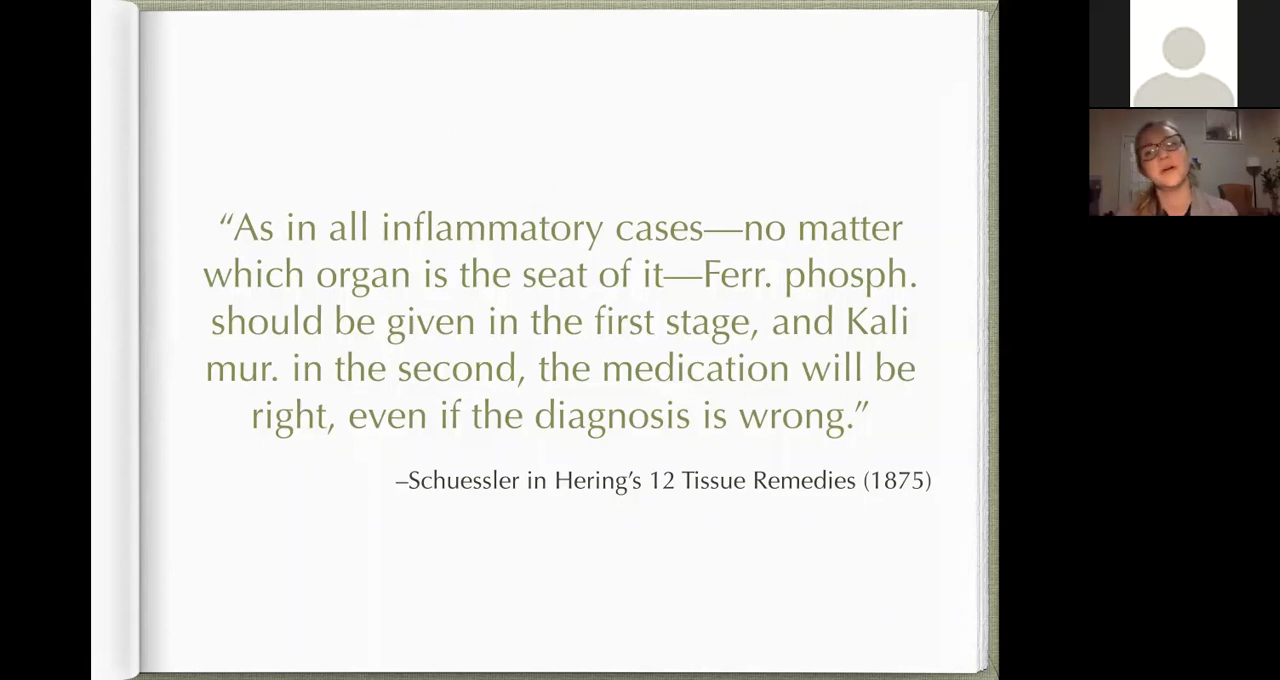 “As in all inflammatory cases—no matter
which organ is the seat of it—Ferr. phosph.
should be given in the first stage, and Kali
mur. in the second, the medication will be
right, even if the diagnosis is wrong.”
–Schuessler in Hering’s 12 Tissue Remedies (1875)